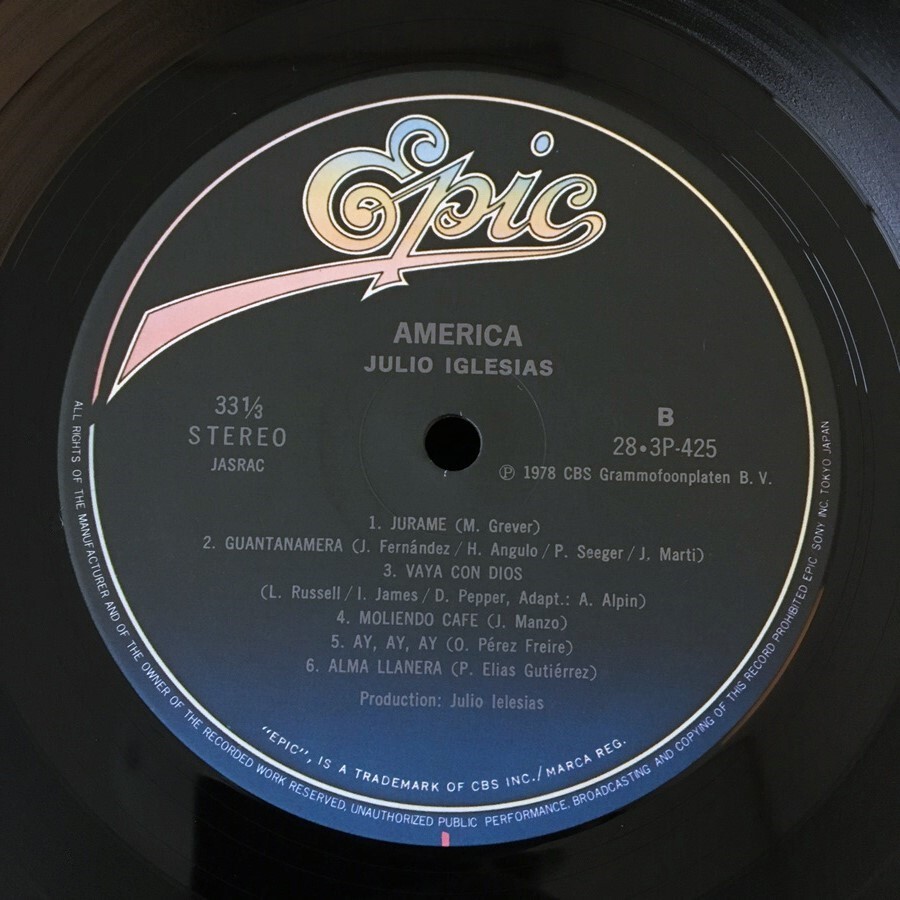 Epic
AMERICA
JULIO IGLESIAS
33⅓
STEREO
JASRAC
B
28•3P-425
Ⓟ 1978 CBS Grammofoonplaten B. V.
1. JURAME (M. Grever)
2. GUANTANAMERA (J. Fernández/H. Angulo/P. Seeger/J. Marti)
3. VAYA CON DIOS
(L. Russell/I. James/D. Pepper, Adapt.: A. Alpin)
4. MOLIENDO CAFE (J. Manzo)
5. AY, AY, AY (O. Pérez Freire)
6. ALMA LLANERA (P. Elias Gutiérrez)
Production: Julio Ielesias
"EPIC", IS A TRADEMARK OF CBS INC./MARCA REG.
ALL RIGHTS OF THE MANUFACTURER AND OF THE OWNER OF THE RECORDED WORK RESERVED. UNAUTHORIZED PUBLIC PERFORMANCE, BROADCASTING AND COPYING OF THIS RECORD PROHIBITED EPIC SONY INC. TOKYO JAPAN